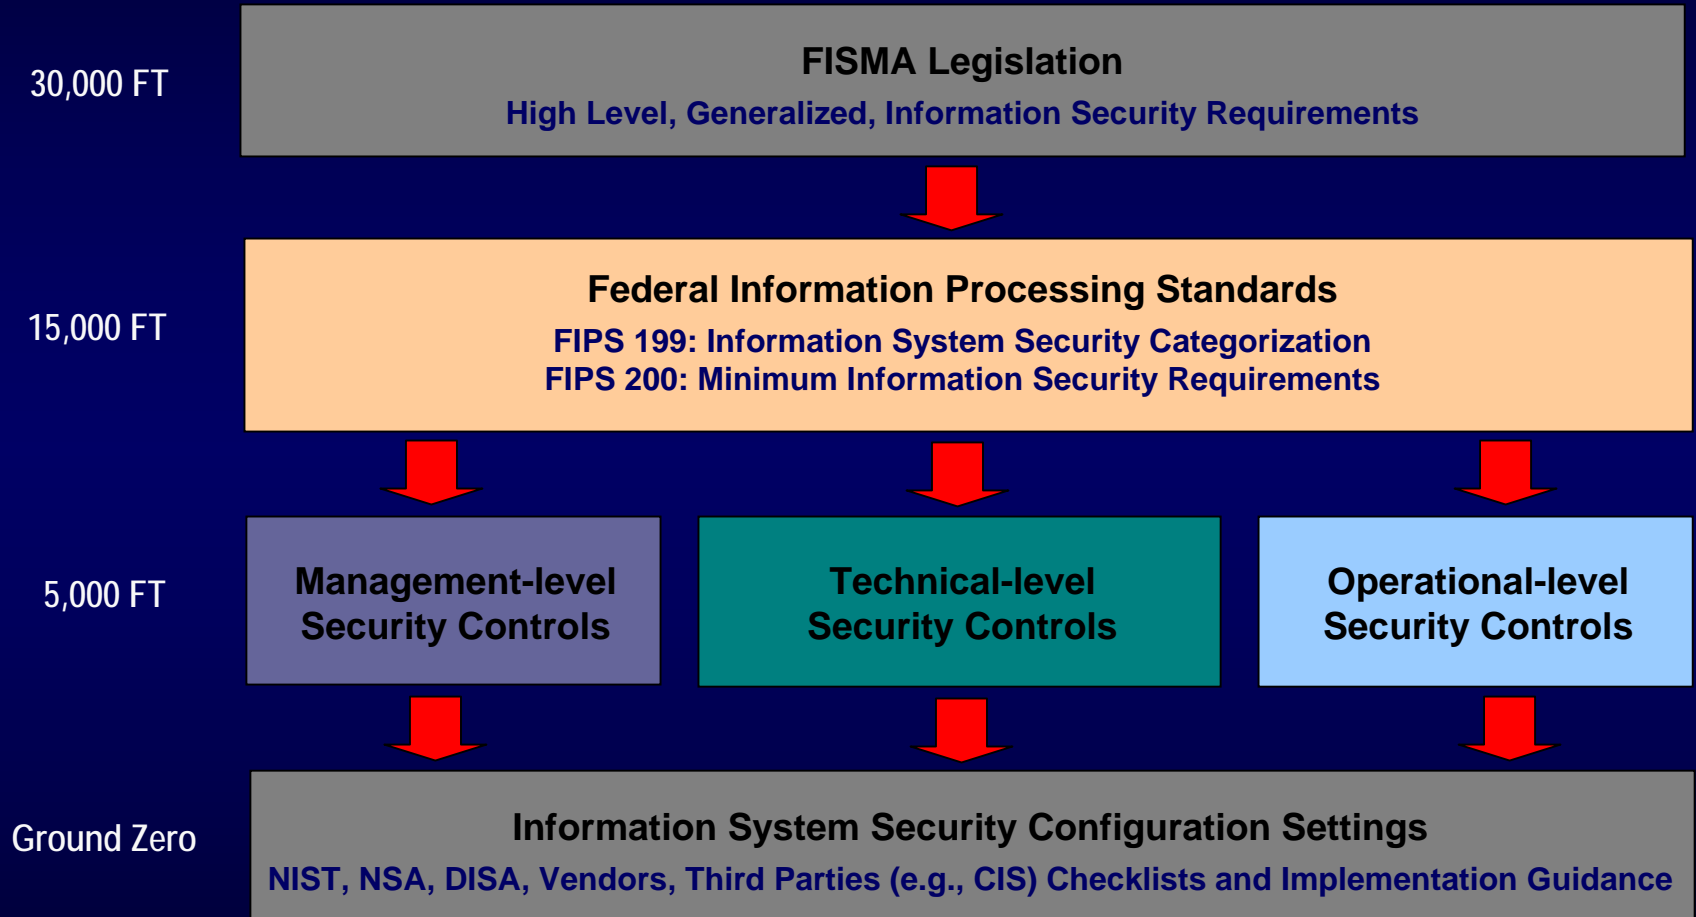 30,000 FT
FISMA Legislation
High Level, Generalized, Information Security Requirements
15,000 FT
Federal Information Processing Standards
FIPS 199: Information System Security Categorization
FIPS 200: Minimum Information Security Requirements
5,000 FT
Management-level
Security Controls
Technical-level
Security Controls
Operational-level
Security Controls
Ground Zero
Information System Security Configuration Settings
NIST, NSA, DISA, Vendors, Third Parties (e.g., CIS) Checklists and Implementation Guidance